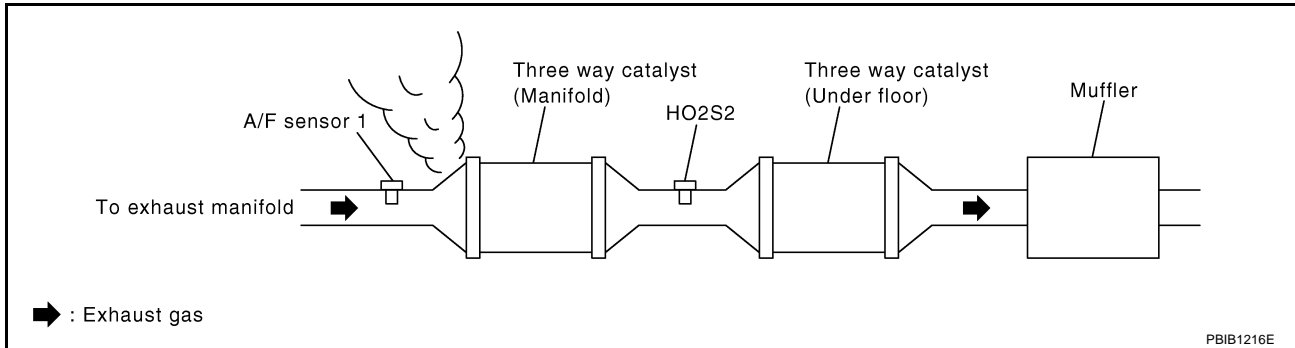 Three way catalyst
(Manifold)
Three way catalyst
(Under floor)
Muffler
A/F sensor 1
HO2S2
To exhaust manifold
: Exhaust gas
PBIB1216E